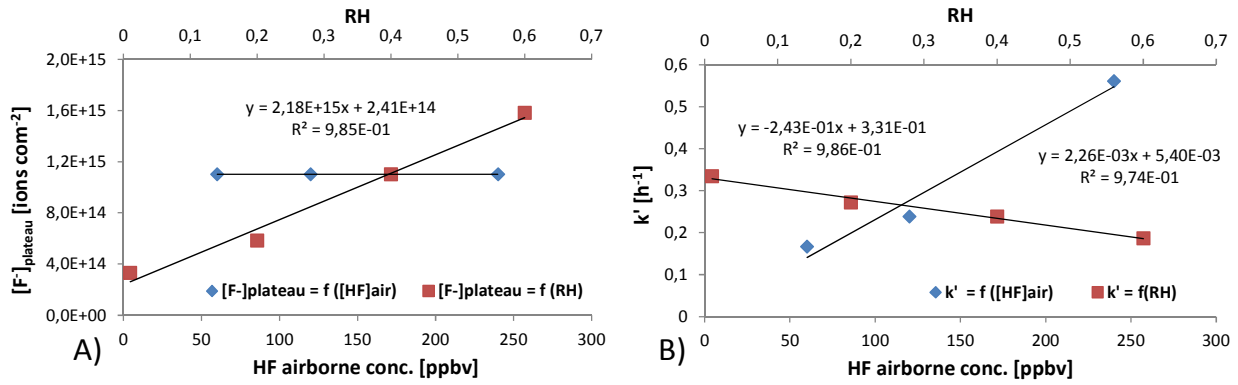 RH
0 0,1 0,2 0,3 0,4 0,5 0,6 0,7
2,0E+15
1,6E+15
1,2E+15
8,0E+14
4,0E+14
0,0E+00
[F-]plateau [ions com-2]
y = 2,18E+15x + 2,41E+14
R² = 9,85E-01
[F-]plateau = f ([HF]air) [F-]plateau = f (RH)
0 50 100 150 200 250 300
A) HF airborne conc. [ppbv]
RH
0 0,1 0,2 0,3 0,4 0,5 0,6 0,7
0,6
0,5
0,4
0,3
0,2
0,1
0
k' [h-1]
y = -2,43E-01x + 3,31E-01
R² = 9,86E-01
y = 2,26E-03x + 5,40E-03
R² = 9,74E-01
k' = f ([HF]air) k' = f(RH)
0 50 100 150 200 250 300
B) HF airborne conc. [ppbv]